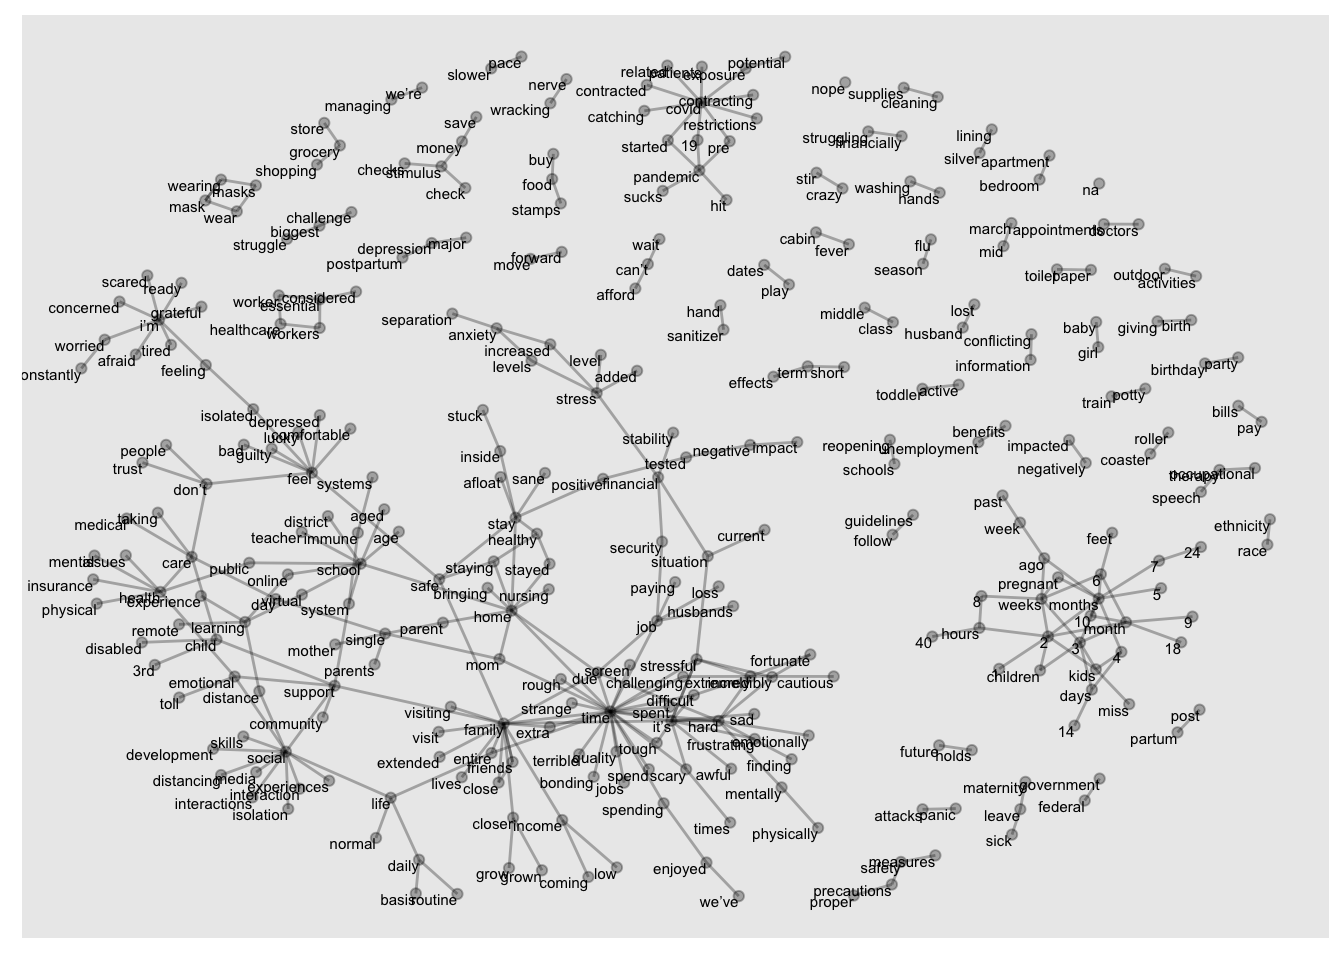 pace
slower
related
patients
exposure
potential
nerve
we're
managing
contracted
nope
supplies
cleaning
wracking
catching
covid
contracting
restrictions
save
store
grocery
money
started
19
pre
struggling
financially
lining
silver
apartment
shopping
checks
stimulus
check
buy
food
stamps
pandemic
sucks
hit
stir
crazy
washing
hands
bedroom
na
wearing
masks
mask
wear
challenge
biggest
struggle
depression
major
postpartum
forward
move
wait
can't
afford
cabin
fever
flu
season
march
mid
appointments
doctors
dates
play
toilet
paper
outdoor
activities
scared
ready
concerned
grateful
i'm
worried
afraid
tired
constantly
feeling
worker
considered
essential
healthcare
workers
separation
anxiety
increased
levels
level
added
stress
hand
sanitizer
middle
class
lost
husband
conflicting
information
baby
girl
giving
birth
effects
term
short
toddler
active
birthday
party
train
potty
bills
pay
isolated
depressed
lucky
comfortable
bad
guilty
feel
systems
people
trust
don't
stuck
inside
afloat
sane
stability
tested
negative
impact
positive
financial
reopening
schools
benefits
unemployment
impacted
negatively
roller
coaster
occupational
therapy
speech
medical
taking
district
aged
teacher
immune
age
stay
healthy
guidelines
follow
past
week
feet
ethnicity
race
mental
issues
care
public
school
online
insurance
health
experience
physical
day
virtual
system
safe
staying
stayed
bringing
nursing
home
security
situation
current
paying
loss
husbands
job
ago
pregnant
weeks
months
6
7
24
5
8
10
month
9
remote
learning
child
disabled
3rd
mother
single
parent
parents
mom
40
hours
2
3
4
18
children
kids
days
miss
14
post
partum
emotional
toll
distance
support
community
rough
due
screen
stressful
challenging
extremely
incredibly
fortunate
cautious
difficult
visiting
strange
time
spent
it's
hard
sad
visit
family
extra
skills
development
social
extended
entire
friends
terrible
quality
tough
frustrating
emotionally
finding
future
holds
distancing
media
experiences
interactions
interaction
isolation
lives
close
bonding
jobs
spend
scary
awful
mentally
life
spending
times
physically
maternity
government
federal
attacks
panic
leave
sick
normal
closer
income
daily
grow
grown
coming
low
enjoyed
we've
measures
safety
precautions
proper
basis
routine